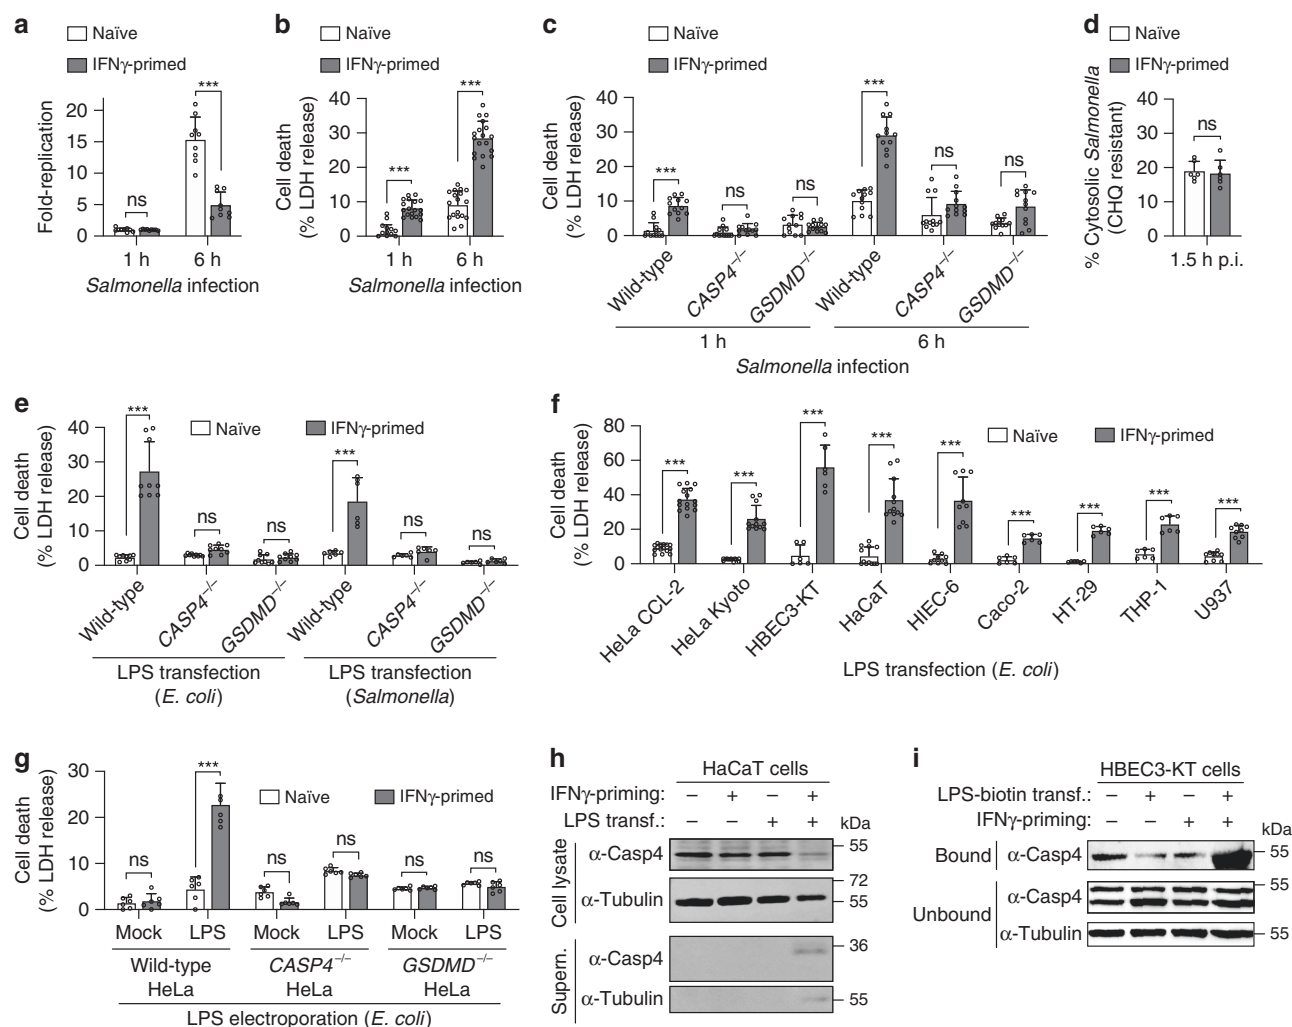 a
Naïve
IFNγ-primed
Fold-replication
20
15
10
5
0
ns
***
1 h
6 h
Salmonella infection
b
Naïve
IFNγ-primed
Cell death
(% LDH release)
40
30
20
10
0
***
***
1 h
6 h
Salmonella infection
c
Naïve
IFNγ-primed
Cell death
(% LDH release)
40
30
20
10
0
***
ns
ns
***
ns
ns
Wild-type
CASP4–/–
GSDMD–/–
Wild-type
CASP4–/–
GSDMD–/–
1 h
6 h
Salmonella infection
d
Naïve
IFNγ-primed
% Cytosolic Salmonella
(CHQ resistant)
40
30
20
10
0
ns
1.5 h p.i.
e
Naïve
IFNγ-primed
Cell death
(% LDH release)
40
30
20
10
0
***
ns
ns
***
ns
ns
Wild-type
CASP4–/–
GSDMD–/–
Wild-type
CASP4–/–
GSDMD–/–
LPS transfection
(E. coli)
LPS transfection
(Salmonella)
f
Naïve
IFNγ-primed
Cell death
(% LDH release)
80
60
40
20
0
***
***
***
***
***
***
***
***
***
HeLa CCL-2
HeLa Kyoto
HBEC3-KT
HaCaT
HIEC-6
Caco-2
HT-29
THP-1
U937
LPS transfection (E. coli)
g
Naïve
IFNγ-primed
Cell death
(% LDH release)
30
20
10
0
ns
***
ns
ns
ns
ns
Mock
LPS
Mock
LPS
Mock
LPS
Wild-type
HeLa
CASP4–/–
HeLa
GSDMD–/–
HeLa
LPS electroporation (E. coli)
h
HaCaT cells
IFNγ-priming: – + – +
LPS transf.: – – + + kDa
Cell lysate
α-Casp4
55
72
α-Tubulin
55
Supern.
α-Casp4
36
α-Tubulin
55
i
HBEC3-KT cells
LPS-biotin transf.: – + – +
IFNγ-priming: – – + +
kDa
Bound
α-Casp4
55
Unbound
α-Casp4
55
α-Tubulin
55